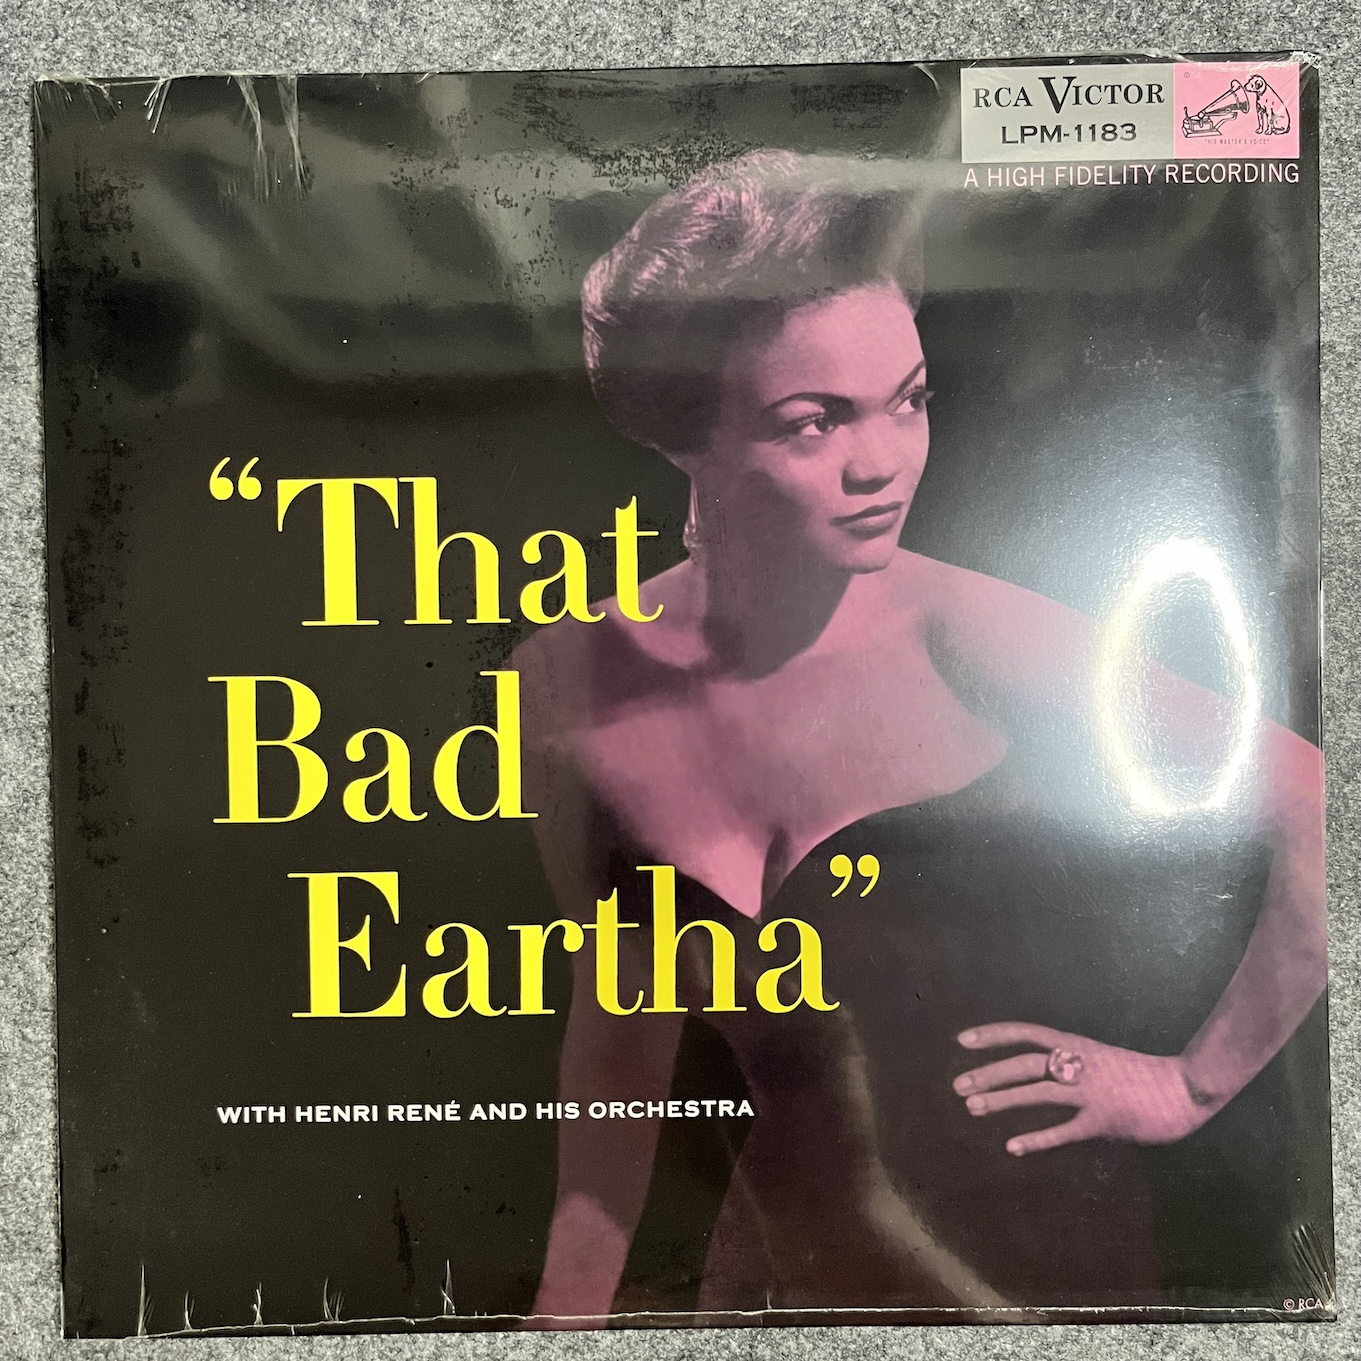 RCA VICTOR
LPM-1183
"HIS MASTER'S VOICE"
A HIGH FIDELITY RECORDING
“That
Bad
Eartha”
WITH HENRI RENÉ AND HIS ORCHESTRA
© RCA